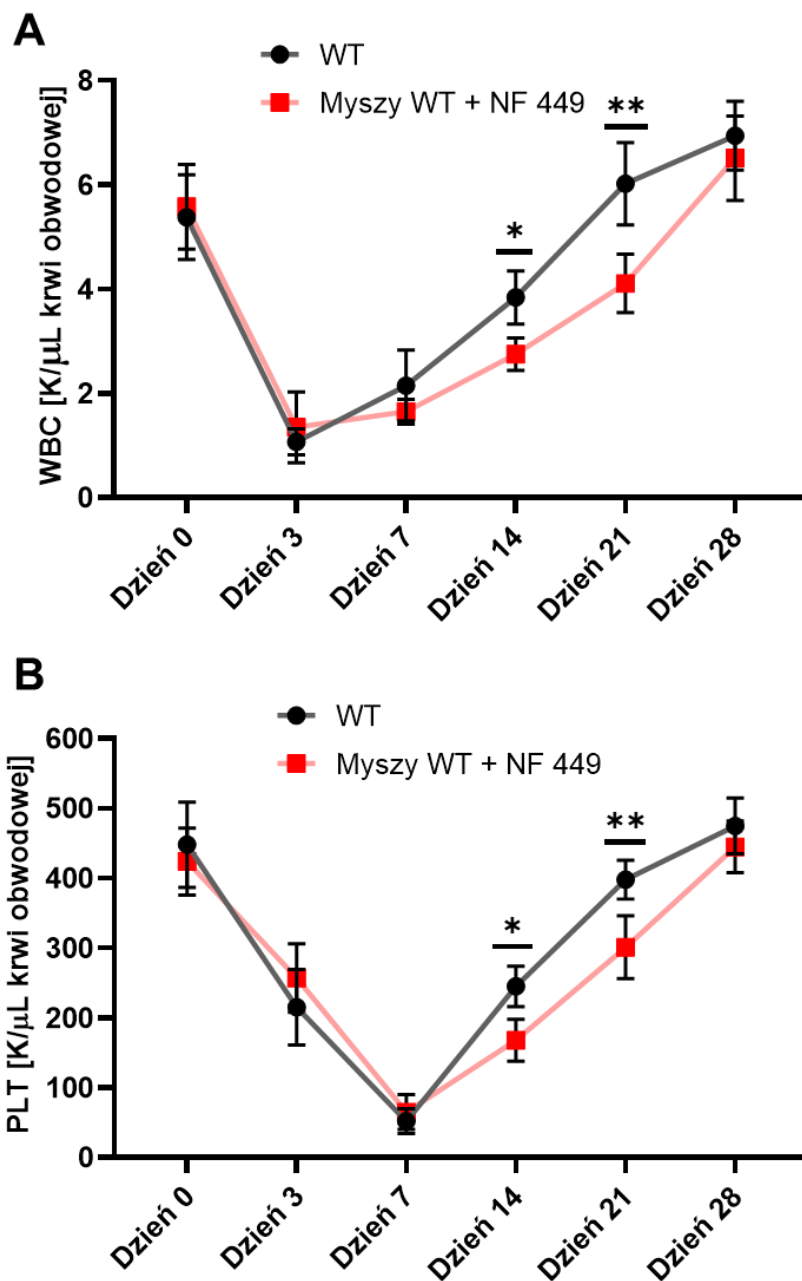 A
WT
Myszy WT + NF 449
WBC [K/μL krwi obwodowej]
8
6
4
2
0
*
**
Dzień 0
Dzień 3
Dzień 7
Dzień 14
Dzień 21
Dzień 28
B
WT
Myszy WT + NF 449
PLT [K/μL krwi obwodowej]
600
500
400
300
200
100
0
*
**
Dzień 0
Dzień 3
Dzień 7
Dzień 14
Dzień 21
Dzień 28